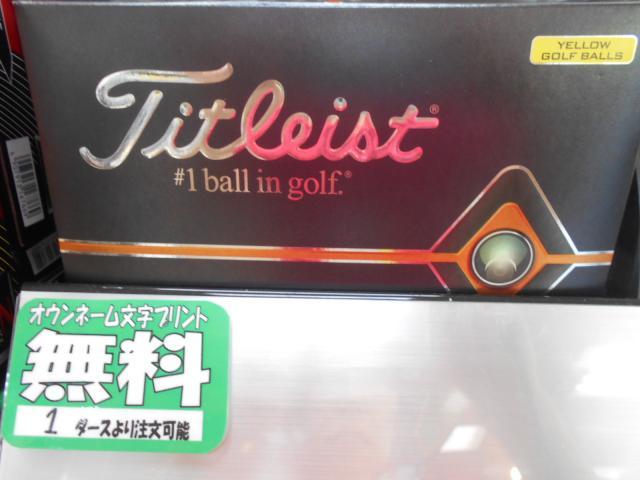 YELLOW
GOLF BALLS
Titleist®
#1 ball in golf.®
オウンネーム文字プリント
無料
1 ダースより注文可能